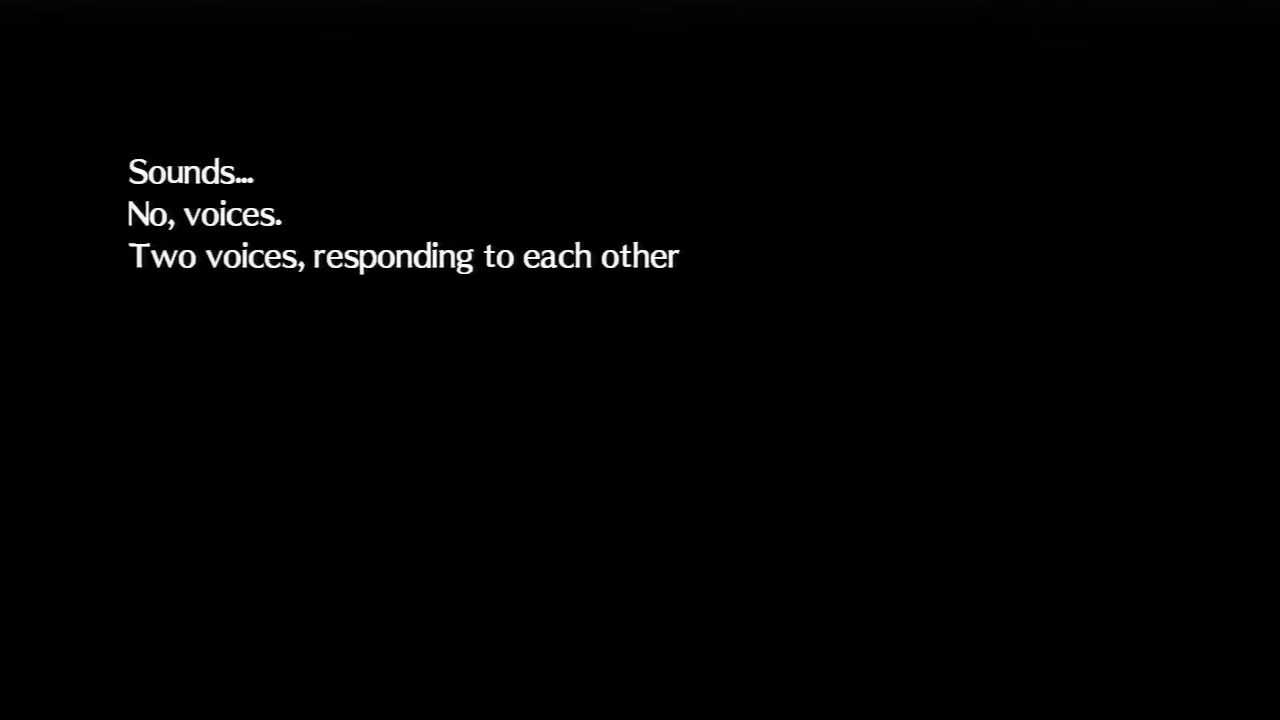 Sounds...
No, voices.
Two voices, responding to each other